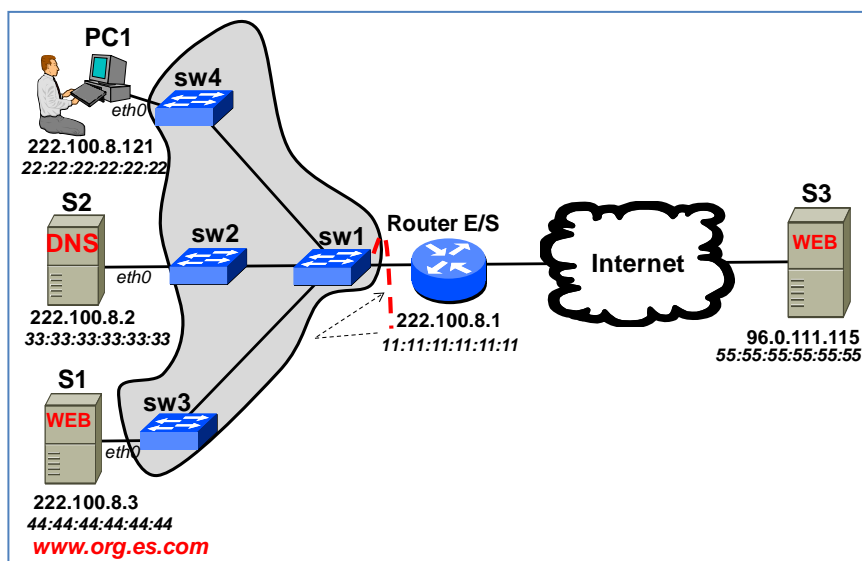 PC1
sw4
eth0
222.100.8.121
22:22:22:22:22:22
S2
DNS
eth0
sw2
sw1
Router E/S
Internet
S3
WEB
222.100.8.2
33:33:33:33:33:33
222.100.8.1
11:11:11:11:11:11
96.0.111.115
55:55:55:55:55:55
S1
WEB
eth0
sw3
222.100.8.3
44:44:44:44:44:44
www.org.es.com